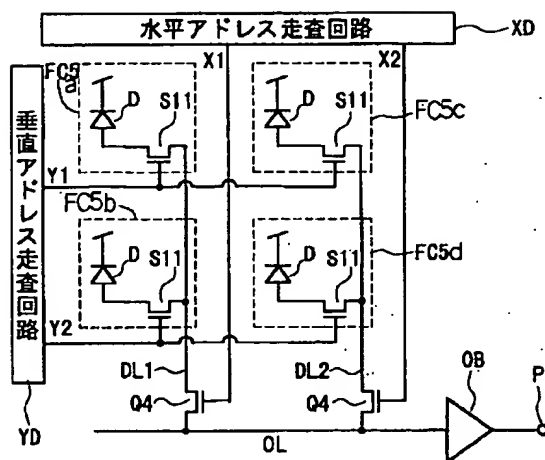 水平アドレス走査回路
XD
X1
X2
FC5a
D
S11
D
S11
FC5c
垂直アドレス走査回路
Y1
FC5b
D
S11
D
S11
FC5d
Y2
DL1
DL2
OB
P
Q4
Q4
YD
OL